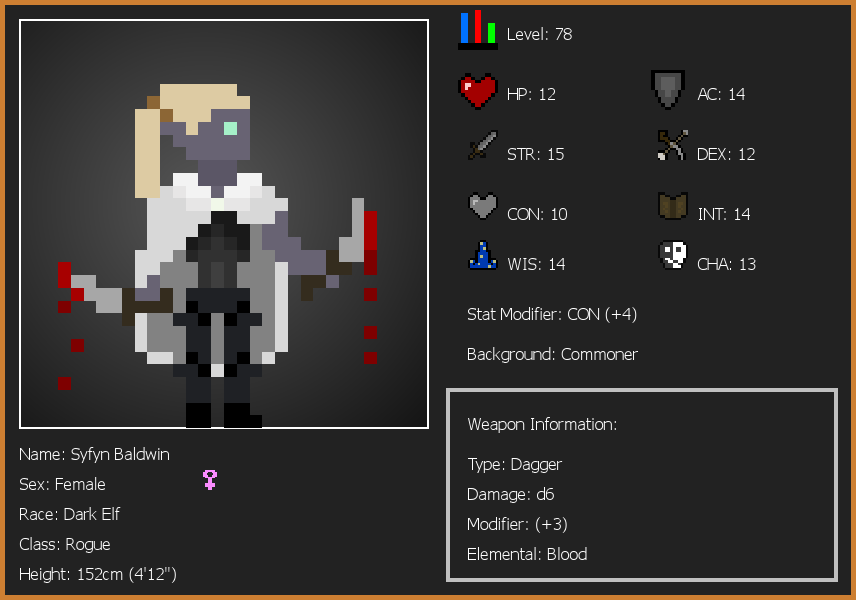 Level: 78
HP: 12
AC: 14
STR: 15
DEX: 12
CON: 10
INT: 14
WIS: 14
CHA: 13
Stat Modifier: CON (+4)
Background: Commoner
Weapon Information:
Type: Dagger
Damage: d6
Modifier: (+3)
Elemental: Blood
Name: Syfyn Baldwin
Sex: Female
Race: Dark Elf
Class: Rogue
Height: 152cm (4'12")